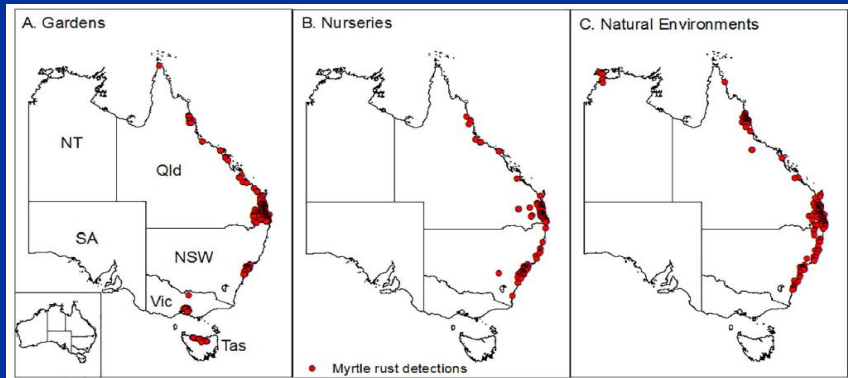 A. Gardens
B. Nurseries
C. Natural Environments
NT
Qld
SA
NSW
Vic
Tas
Myrtle rust detections